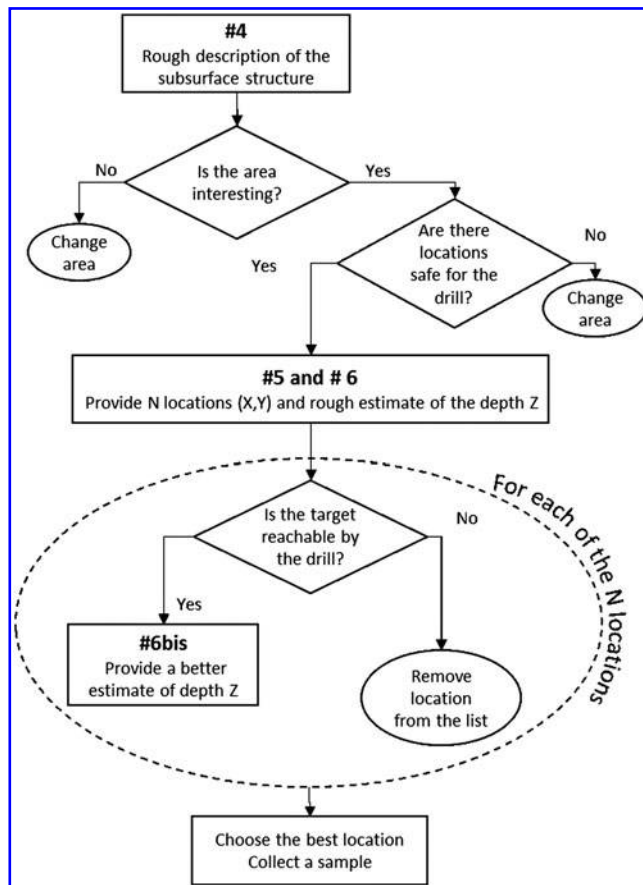 #4
Rough description of the
subsurface structure
No
Is the area
interesting?
Yes
Change
area
Yes
Are there
locations
safe for the
drill?
No
Change
area
#5 and # 6
Provide N locations (X,Y) and rough estimate of the depth Z
For each of the N locations
Is the target
reachable by
the drill?
No
Yes
#6bis
Provide a better
estimate of depth Z
Remove
location
from the list
Choose the best location
Collect a sample